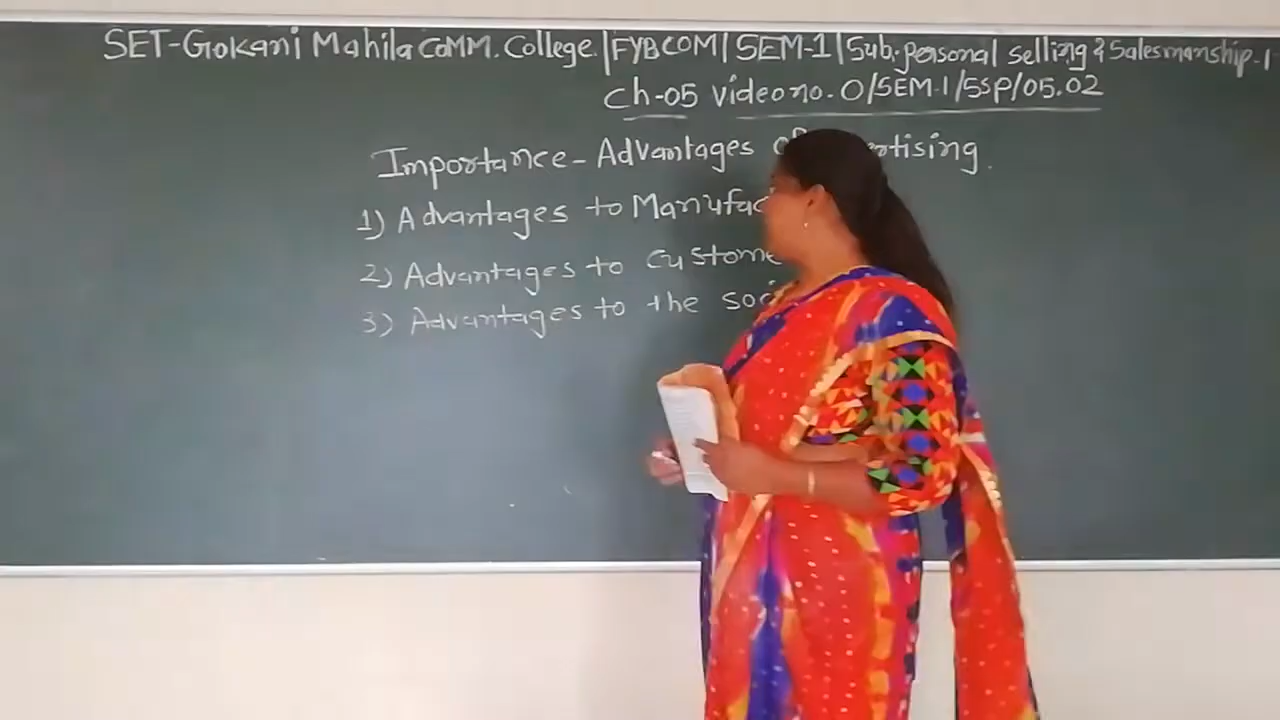 SET-Gokani Mahila COMM. College. | FYBCOM | SEM-1 | Sub. personal selling & Salesmanship-1
Ch-05 video no. O/SEM-1/SSP/05.02
Importance - Advantages of
1) Advantages to
2) Advantages to
3) Advantages to the